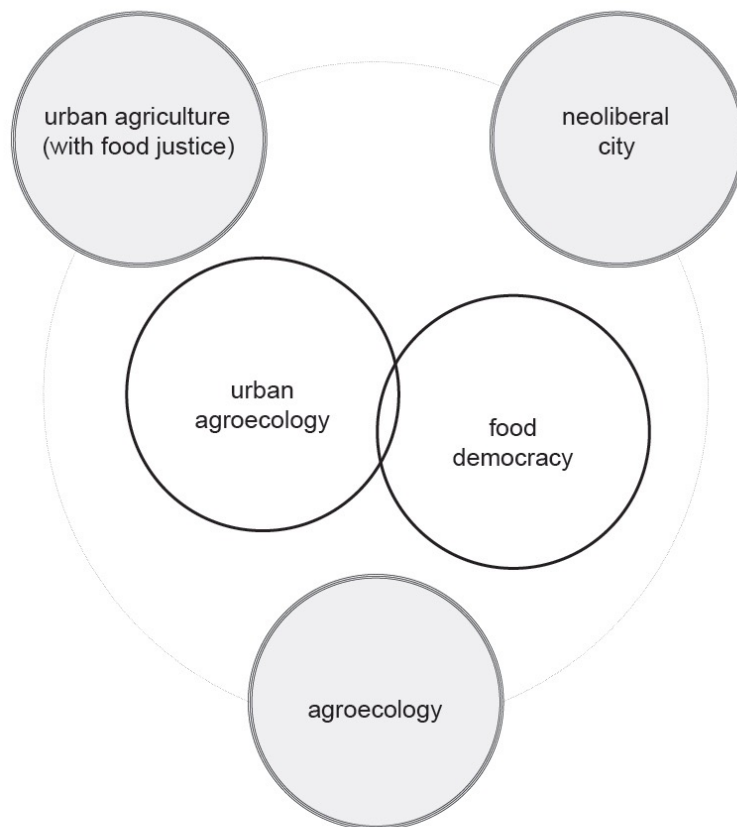 urban agriculture
(with food justice)
neoliberal
city
urban
agroecology
food
democracy
agroecology